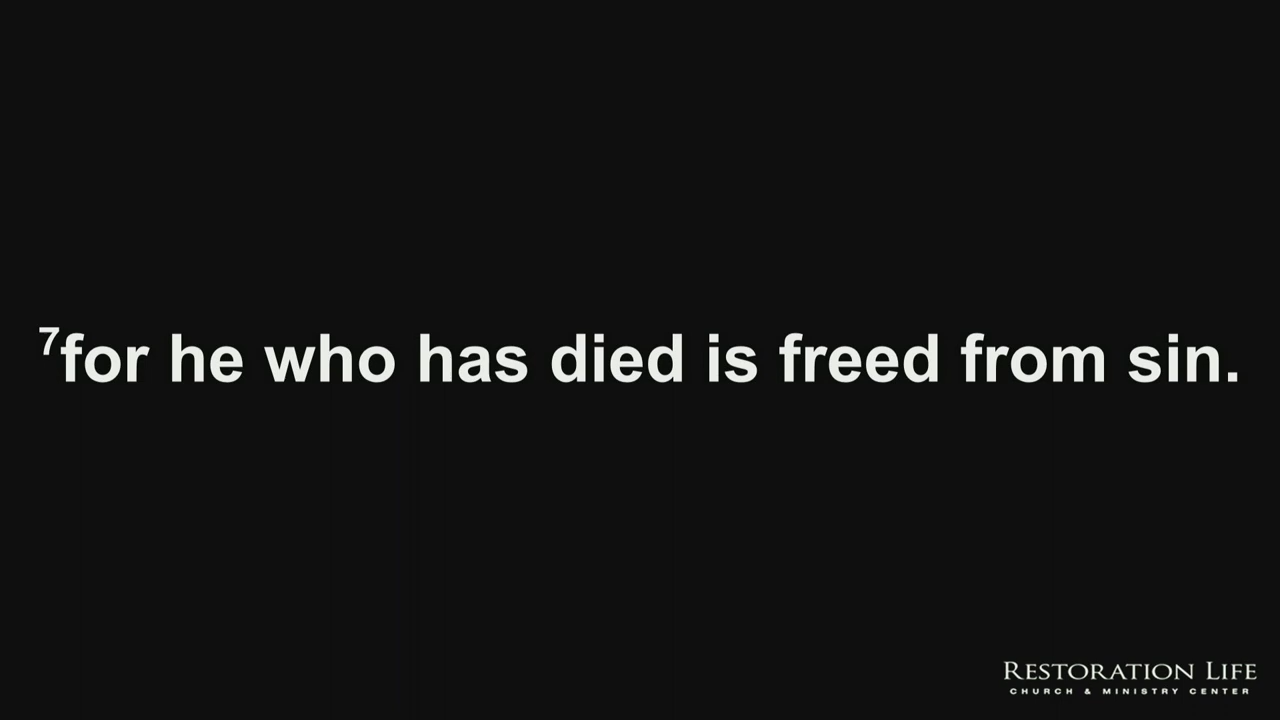 ⁷for he who has died is freed from sin.
RESTORATION LIFE
CHURCH & MINISTRY CENTER